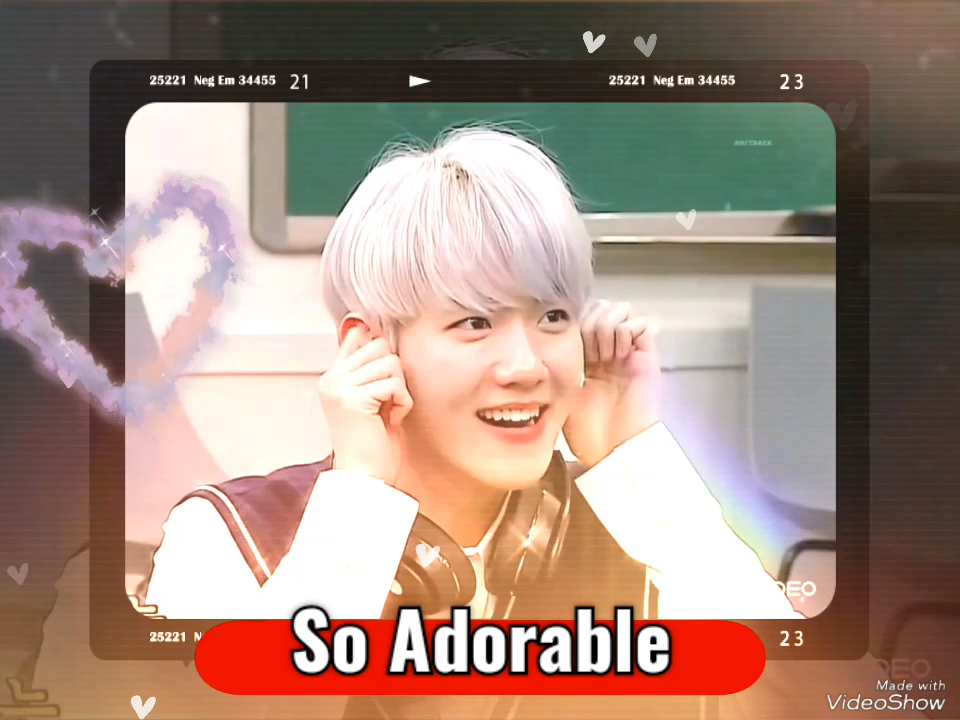 25221 Neg Em 34455 21
25221 Neg Em 34455 23
25221
23
So Adorable
Made with
VideoShow